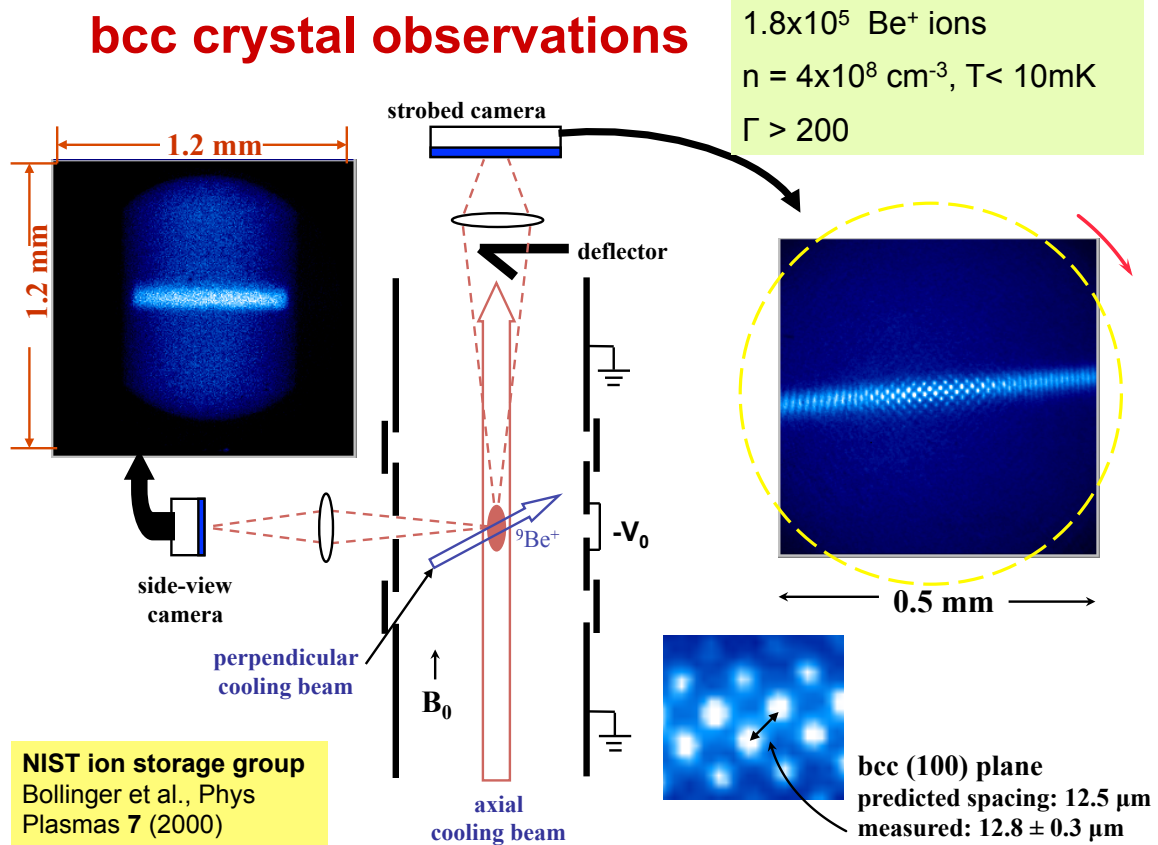 bcc crystal observations
1.8x10⁵ Be⁺ ions
n = 4x10⁸ cm⁻³, T< 10mK
Γ > 200
strobed camera
1.2 mm
1.2 mm
deflector
⁹Be⁺
-V₀
side-view
camera
0.5 mm
perpendicular
cooling beam
B₀
axial
cooling beam
bcc (100) plane
predicted spacing: 12.5 µm
measured: 12.8 ± 0.3 µm
NIST ion storage group
Bollinger et al., Phys
Plasmas 7 (2000)